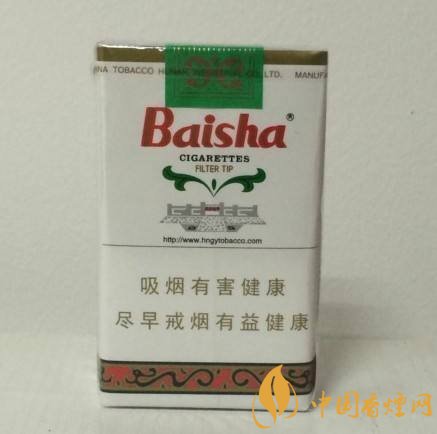 INA TOBACCO HUNAN INDUSTRIAL CO.,LTD. MANUFA
Baisha®
CIGARETTES
FILTER TIP
http://www.hngytobacco.com
吸烟有害健康
尽早戒烟有益健康
中国香烟网